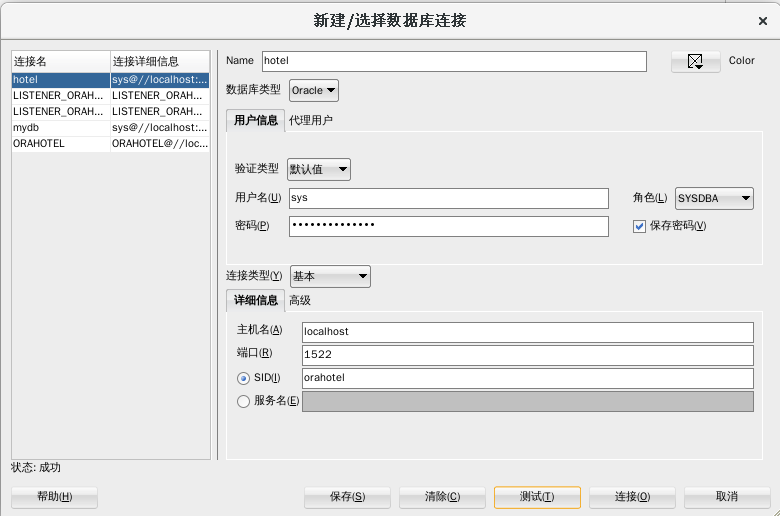 新建/选择数据库连接
连接名 连接详细信息
hotel sys@//localhost:...
LISTENER_ORAH... LISTENER_ORAH...
LISTENER_ORAH... LISTENER_ORAH...
mydb sys@//localhost:...
ORAHOTEL ORAHOTEL@//loc...
Name hotel Color
数据库类型 Oracle
用户信息 代理用户
验证类型 默认值
用户名(U) sys 角色(L) SYSDBA
密码(P) •••••••••••••• 保存密码(V)
连接类型(Y) 基本
详细信息 高级
主机名(A) localhost
端口(R) 1522
SID(I) orahotel
服务名(E)
状态: 成功
帮助(H) 保存(S) 清除(C) 测试(T) 连接(O) 取消